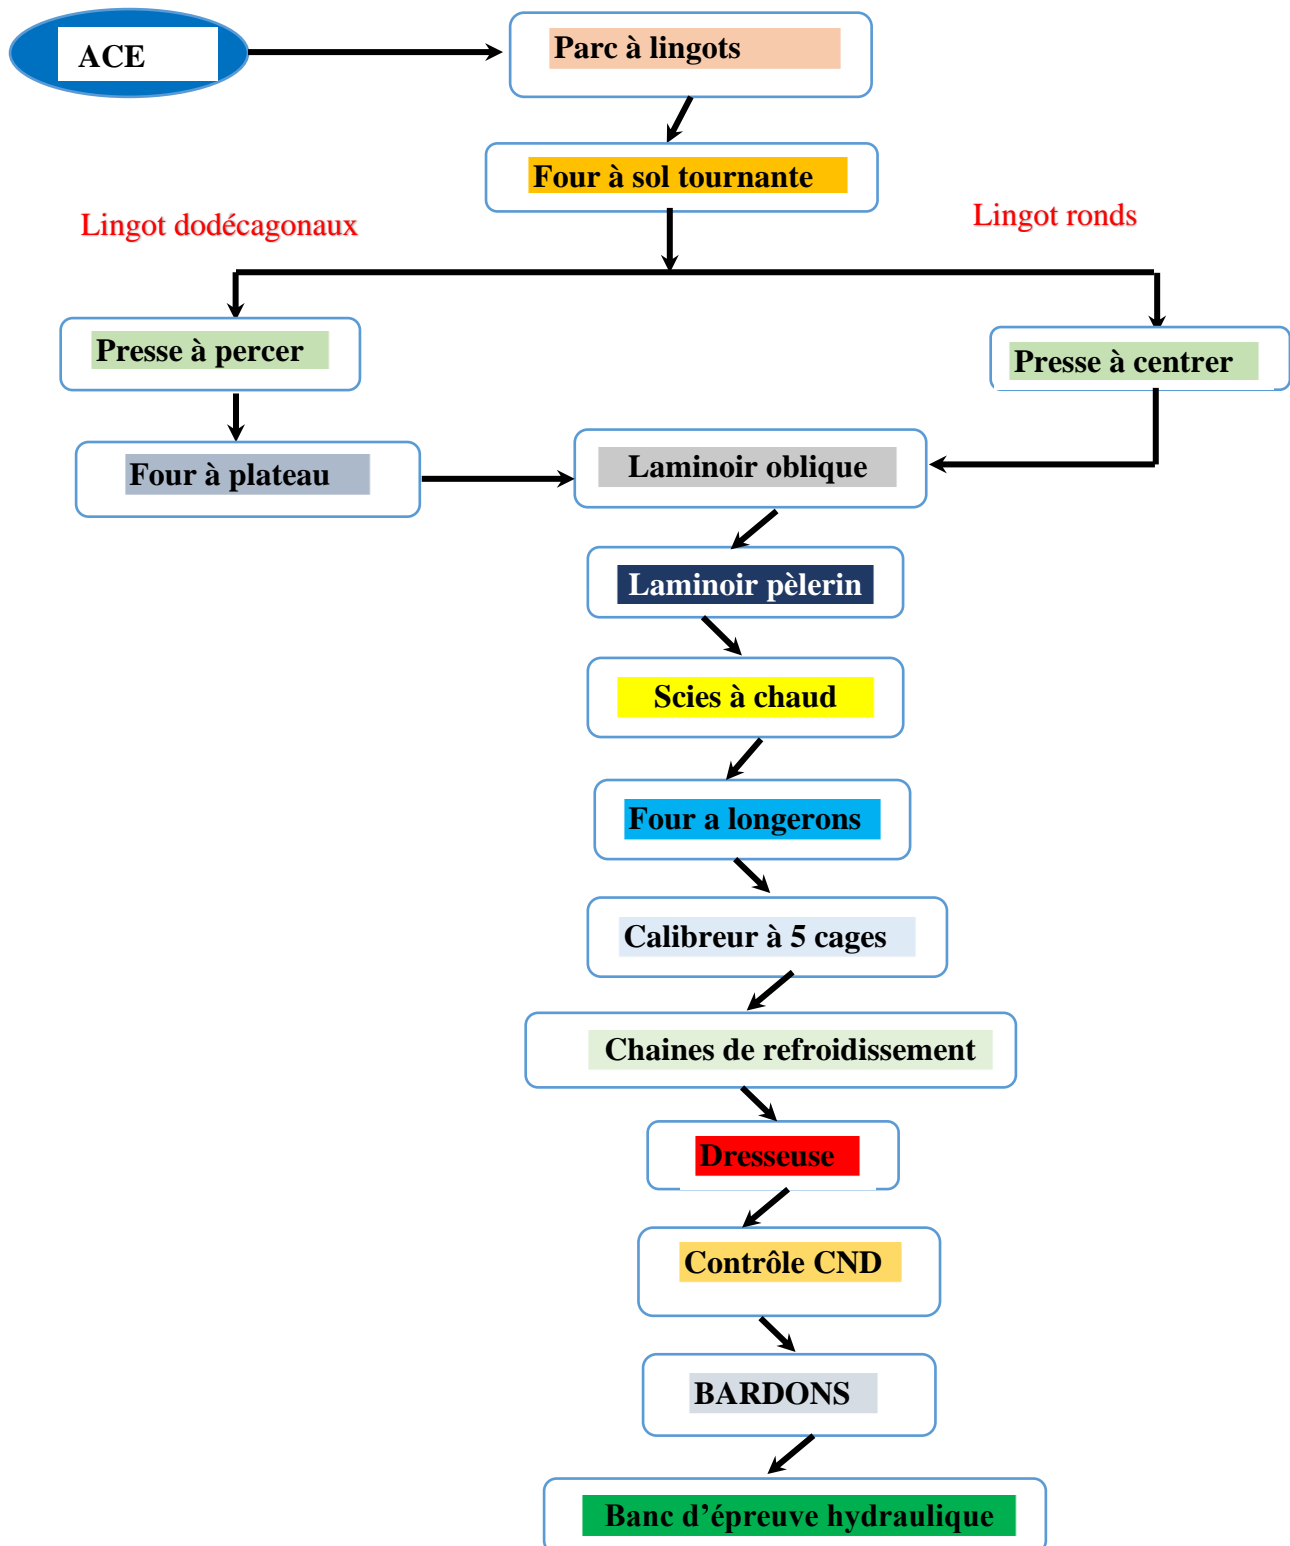 ACE
Parc à lingots
Four à sol tournante
Lingot dodécagonaux
Lingot ronds
Presse à percer
Presse à centrer
Four à plateau
Laminoir oblique
Laminoir pèlerin
Scies à chaud
Four a longerons
Calibreur à 5 cages
Chaines de refroidissement
Dresseuse
Contrôle CND
BARDONS
Banc d’épreuve hydraulique